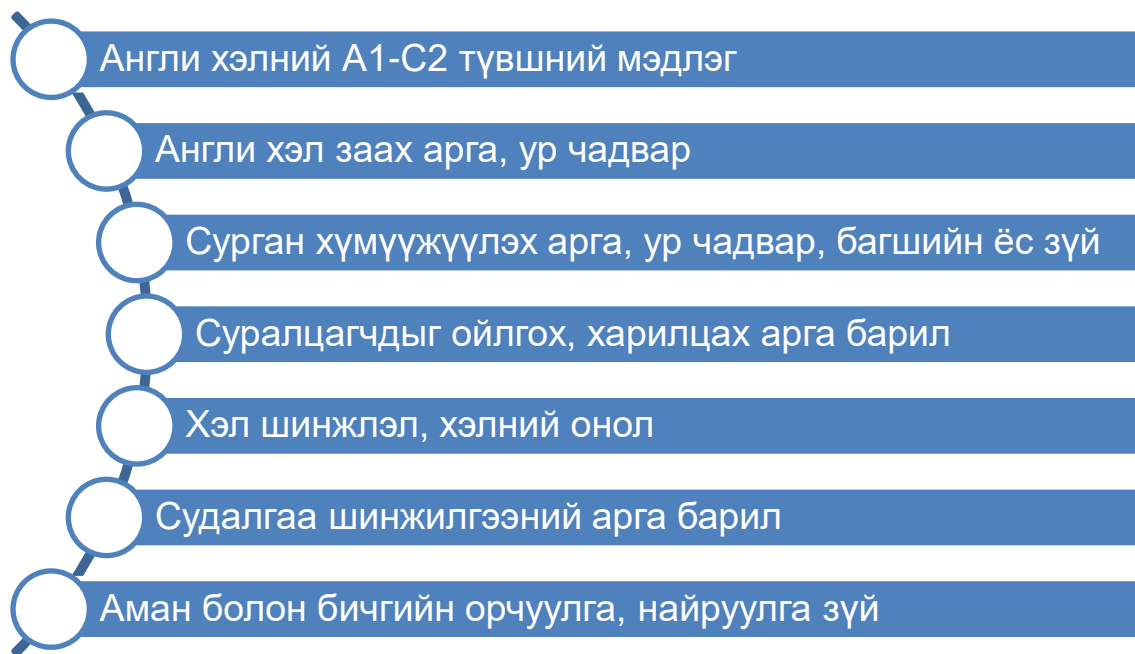 Англи хэлний A1-C2 түвшний мэдлэг
Англи хэл заах арга, ур чадвар
Сурган хүмүүжүүлэх арга, ур чадвар, багшийн ёс зүй
Суралцагчдыг ойлгох, харилцах арга барил
Хэл шинжлэл, хэлний онол
Судалгаа шинжилгээний арга барил
Аман болон бичгийн орчуулга, найруулга зүй